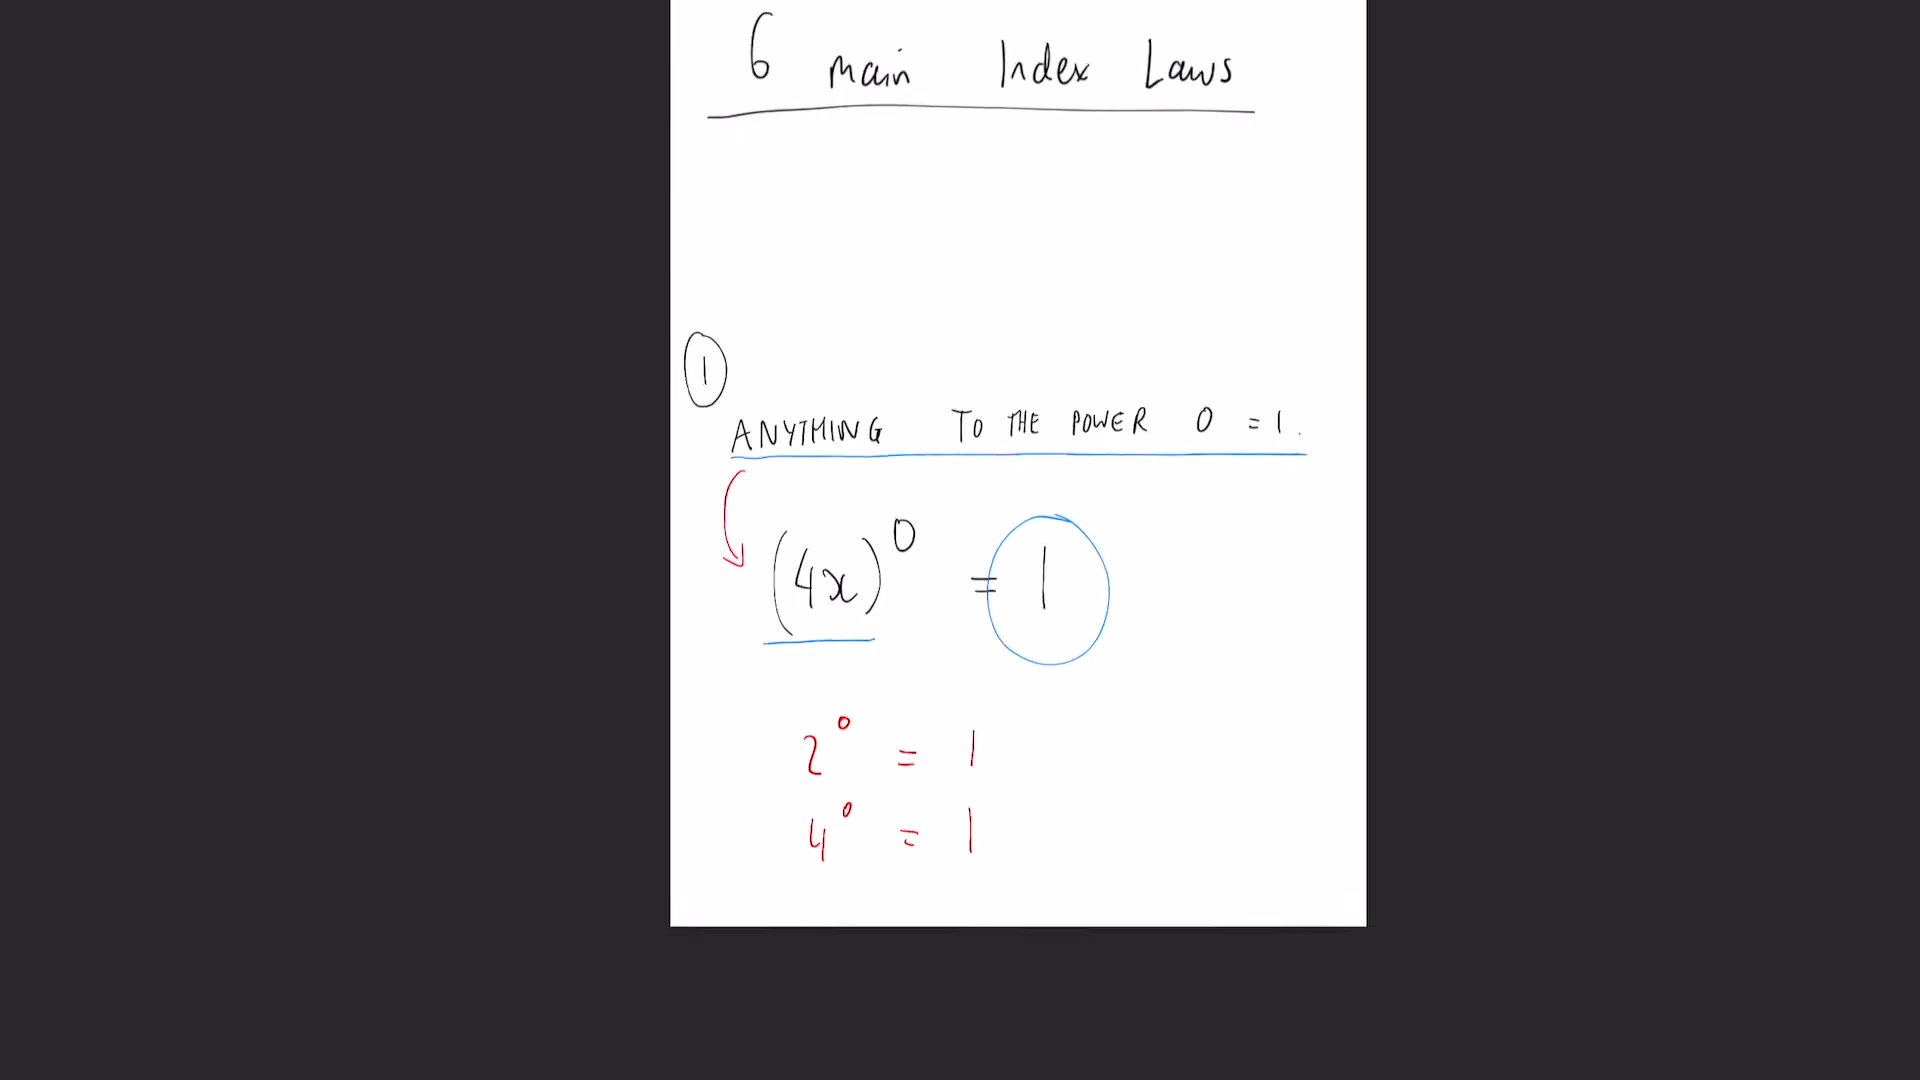 6 main Index Laws
1
ANYTHING TO THE POWER 0 = 1.
(4x)⁰ = 1
2⁰ = 1
4⁰ = 1